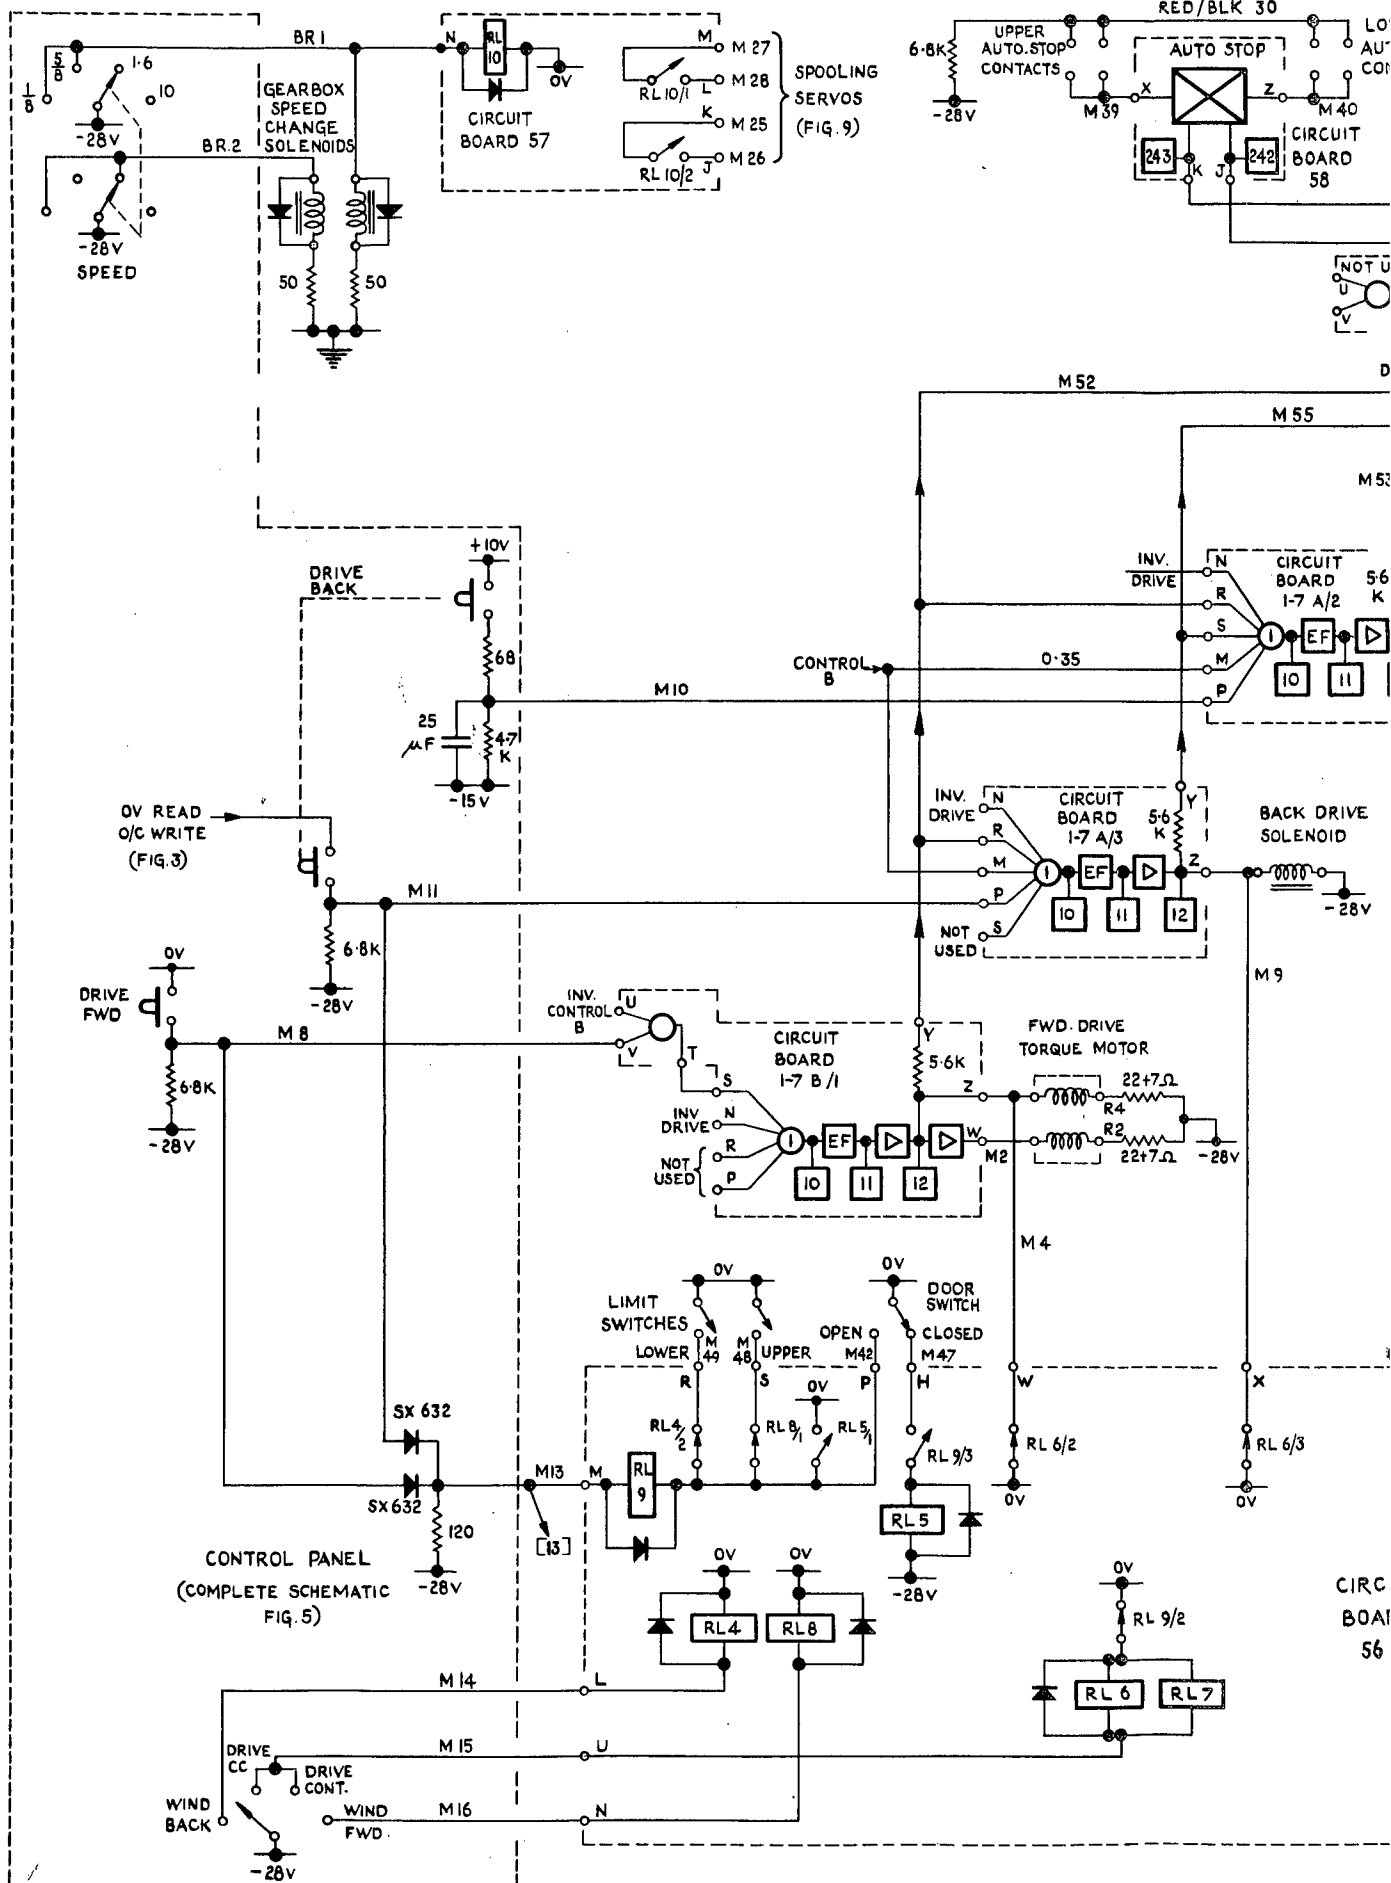 BR 1
5/8
1·6
1/8
10
-28V
BR.2
-28V
SPEED
GEARBOX
SPEED
CHANGE
SOLENOIDS
50
50
N
RL
10
0V
CIRCUIT
BOARD 57
M
M 27
RL 10/1
L
M 28
K
M 25
RL 10/2
J
M 26
SPOOLING
SERVOS
(FIG. 9)
RED/BLK 30
6·8K
-28V
UPPER
AUTO.STOP
CONTACTS
AUTO STOP
M39
X
Z
M40
243
K
J
242
CIRCUIT
BOARD
58
NOT U
U
V
M 52
M 55
M 53
+10V
DRIVE
BACK
68
M10
25
µF
4·7
K
-15V
INV.
DRIVE
N
R
S
M
P
CIRCUIT
BOARD
1-7 A/2
5·6
K
I
EF
10
11
CONTROL
B
0·35
0V READ
O/C WRITE
(FIG.3)
M11
6·8K
-28V
INV.
DRIVE
N
R
M
P
S
NOT
USED
CIRCUIT
BOARD
1-7 A/3
5·6
K
Y
Z
I
EF
10
11
12
BACK DRIVE
SOLENOID
-28V
M 9
0V
DRIVE
FWD
M 8
6·8K
-28V
INV.
CONTROL
B
U
V
T
CIRCUIT
BOARD
1-7 B/1
Y
5·6K
S
INV
DRIVE
N
NOT
USED
R
P
I
EF
10
11
12
Z
W
M2
FWD. DRIVE
TORQUE MOTOR
22+7Ω
R4
R2
22+7Ω
-28V
M 4
0V
LIMIT
SWITCHES
LOWER
M
49
M
48
UPPER
0V
DOOR
SWITCH
OPEN
CLOSED
M42
M47
R
S
P
H
W
X
0V
RL4/2
RL8/1
RL5/1
RL 9/3
RL 6/2
0V
RL 6/3
0V
SX 632
SX 632
120
-28V
M13
M
[13]
RL
9
RL 5
-28V
CONTROL PANEL
(COMPLETE SCHEMATIC
FIG. 5)
0V
0V
RL4
RL8
0V
RL 9/2
RL 6
RL 7
56
M 14
L
M 15
U
M 16
N
DRIVE
CC
DRIVE
CONT.
WIND
BACK
WIND
FWD.
-28V